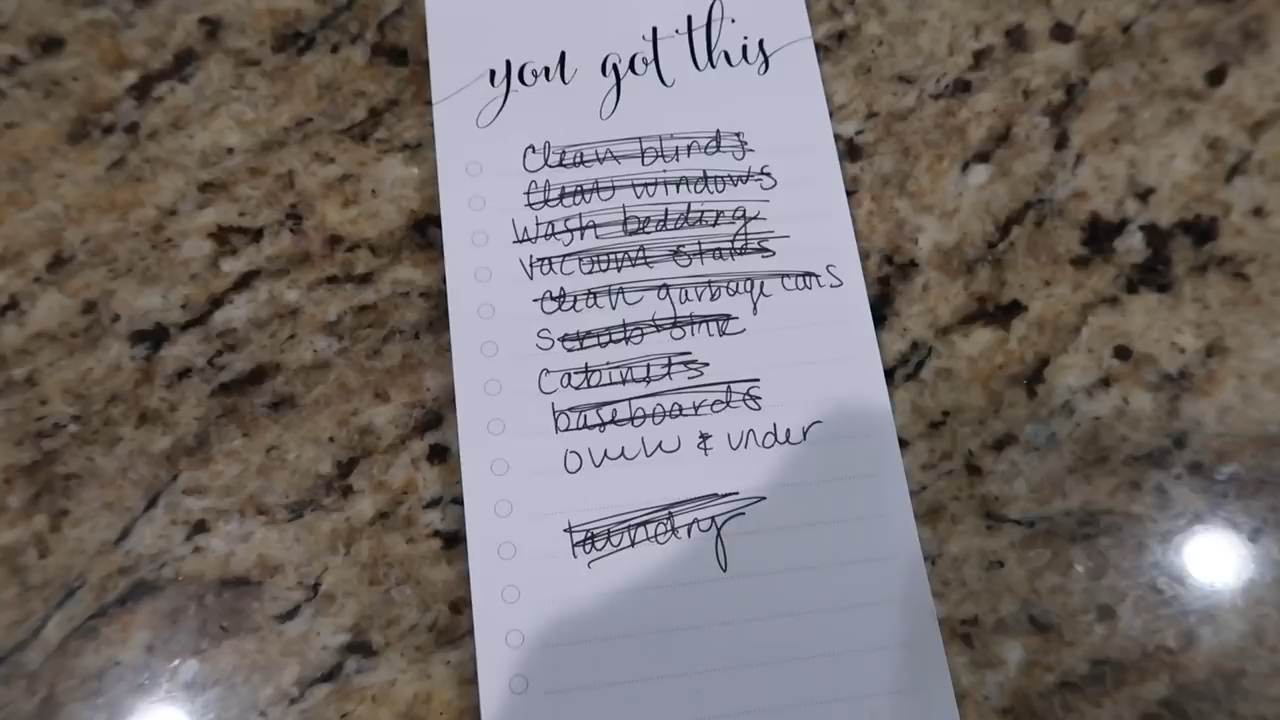 you got this
Clean blinds
Clean windows
Wash bedding
Vacuum stairs
clean garbage cans
Scrub sink
Cabinets
baseboards
oven & under
laundry